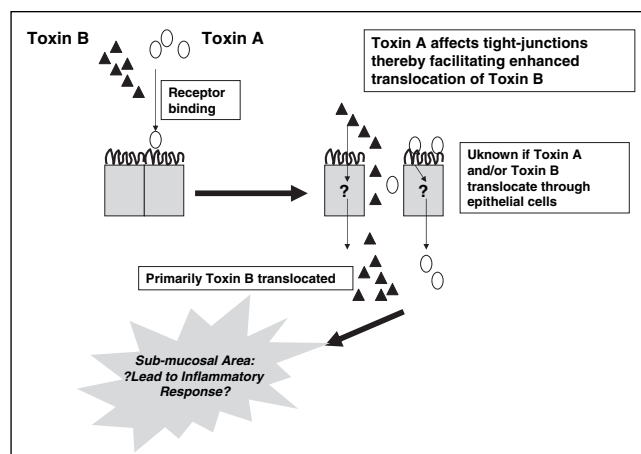 Toxin B
Toxin A
Toxin A affects tight-junctions
thereby facilitating enhanced
translocation of Toxin B
Receptor
binding
Uknown if Toxin A
and/or Toxin B
translocate through
epithelial cells
?
?
Primarily Toxin B translocated
Sub-mucosal Area:
?Lead to Inflammatory
Response?